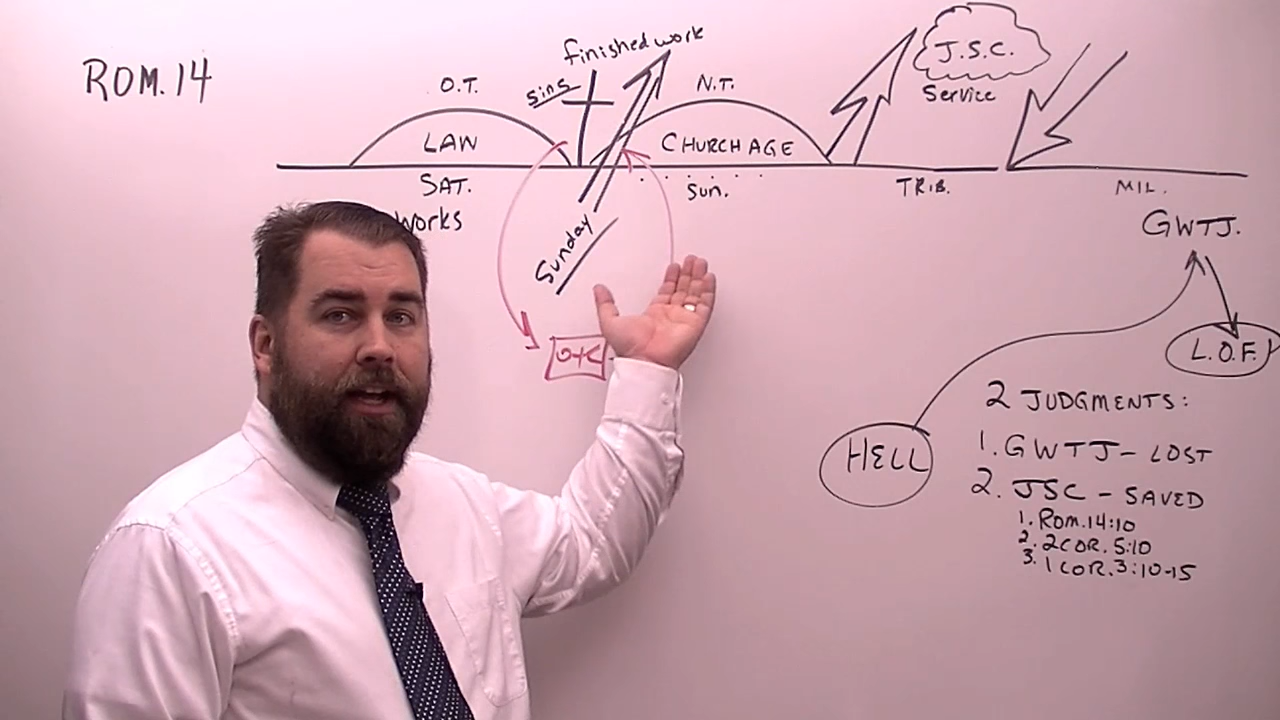 ROM. 14
finished work
sins
O.T.
N.T.
LAW
CHURCH AGE
SAT.
works
Sun.
Sunday
J.S.C.
Service
TRIB.
MIL.
GWTJ.
L.O.F.
HELL
2 JUDGMENTS:
1. GWTJ - LOST
2. JSC - SAVED
1. ROM. 14:10
2. 2 COR. 5:10
3. 1 COR. 3:10-15